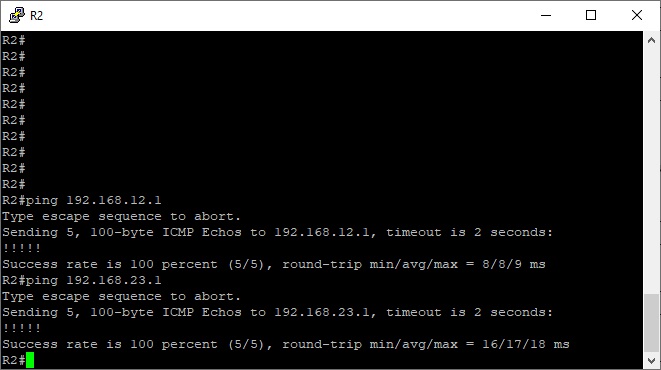 R2
R2#
R2#
R2#
R2#
R2#
R2#
R2#
R2#
R2#
R2#
R2#ping 192.168.12.1
Type escape sequence to abort.
Sending 5, 100-byte ICMP Echos to 192.168.12.1, timeout is 2 seconds:
!!!!!
Success rate is 100 percent (5/5), round-trip min/avg/max = 8/8/9 ms
R2#ping 192.168.23.1
Type escape sequence to abort.
Sending 5, 100-byte ICMP Echos to 192.168.23.1, timeout is 2 seconds:
!!!!!
Success rate is 100 percent (5/5), round-trip min/avg/max = 16/17/18 ms
R2#